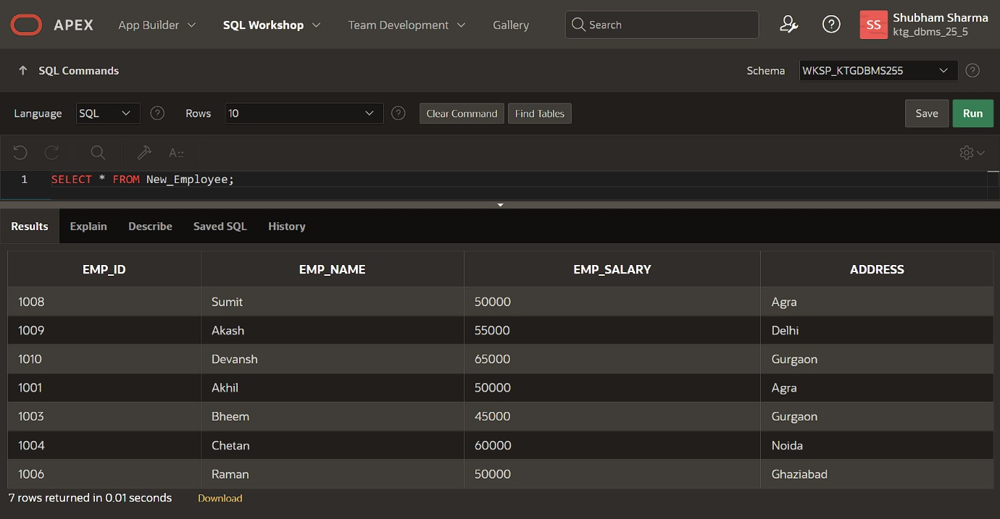 APEX App Builder SQL Workshop Team Development Gallery Search SS Shubham Sharma
ktg_dbms_25_5
SQL Commands Schema WKSP_KTGDBMS255
Language SQL Rows 10 Clear Command Find Tables Save Run
A::
1 SELECT * FROM New_Employee;
Results Explain Describe Saved SQL History
EMP_ID EMP_NAME EMP_SALARY ADDRESS
1008 Sumit 50000 Agra
1009 Akash 55000 Delhi
1010 Devansh 65000 Gurgaon
1001 Akhil 50000 Agra
1003 Bheem 45000 Gurgaon
1004 Chetan 60000 Noida
1006 Raman 50000 Ghaziabad
7 rows returned in 0.01 seconds Download